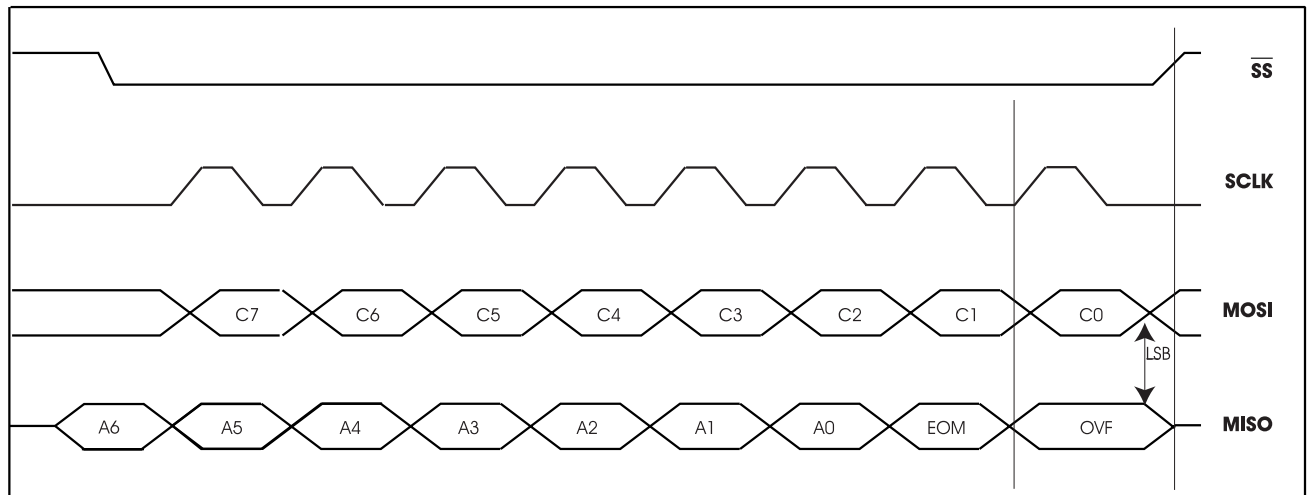 SS
SCLK
C7 C6 C5 C4 C3 C2 C1 C0 MOSI
LSB
A6 A5 A4 A3 A2 A1 A0 EOM OVF MISO